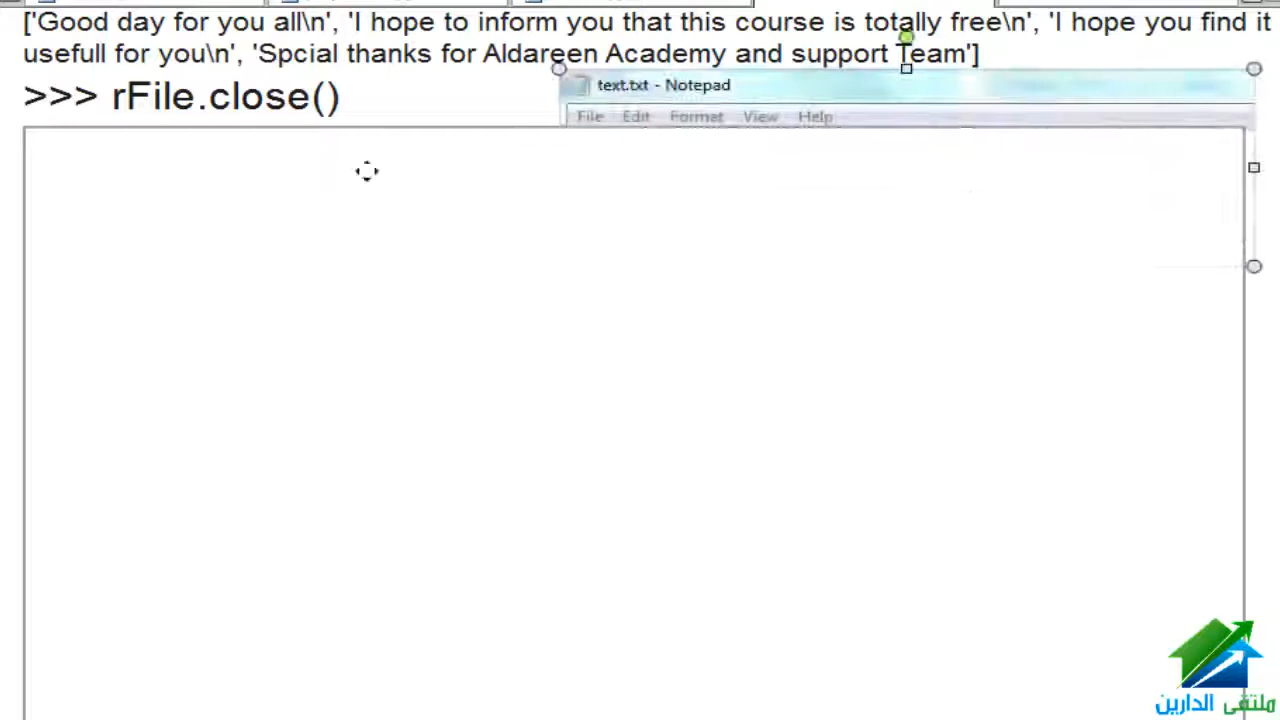 ['Good day for you all\n', 'I hope to inform you that this course is totally free\n', 'I hope you find it
usefull for you\n', 'Spcial thanks for Aldareen Academy and support Team']
>>> rFile.close()
text.txt - Notepad
File Edit Format View Help
ملتقى الدارين